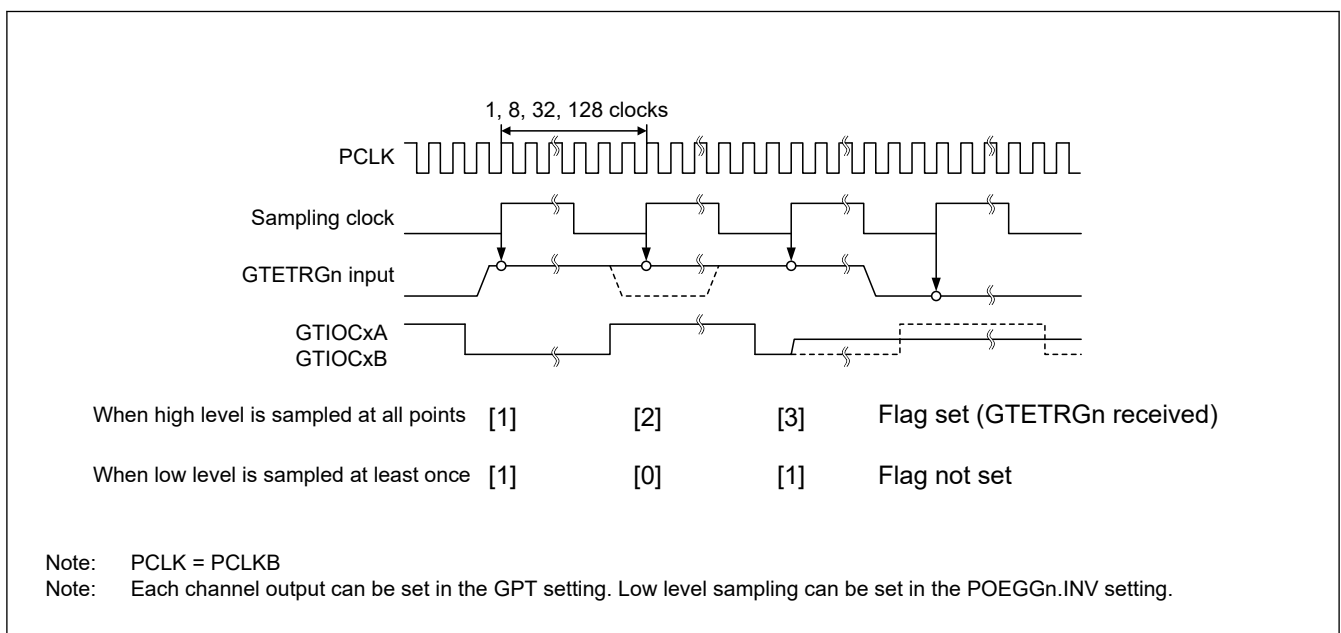 1, 8, 32, 128 clocks
PCLK
Sampling clock
GTETRGn input
GTIOCxA
GTIOCxB
When high level is sampled at all points [1] [2] [3] Flag set (GTETRGn received)
When low level is sampled at least once [1] [0] [1] Flag not set
Note: PCLK = PCLKB
Note: Each channel output can be set in the GPT setting. Low level sampling can be set in the POEGGn.INV setting.